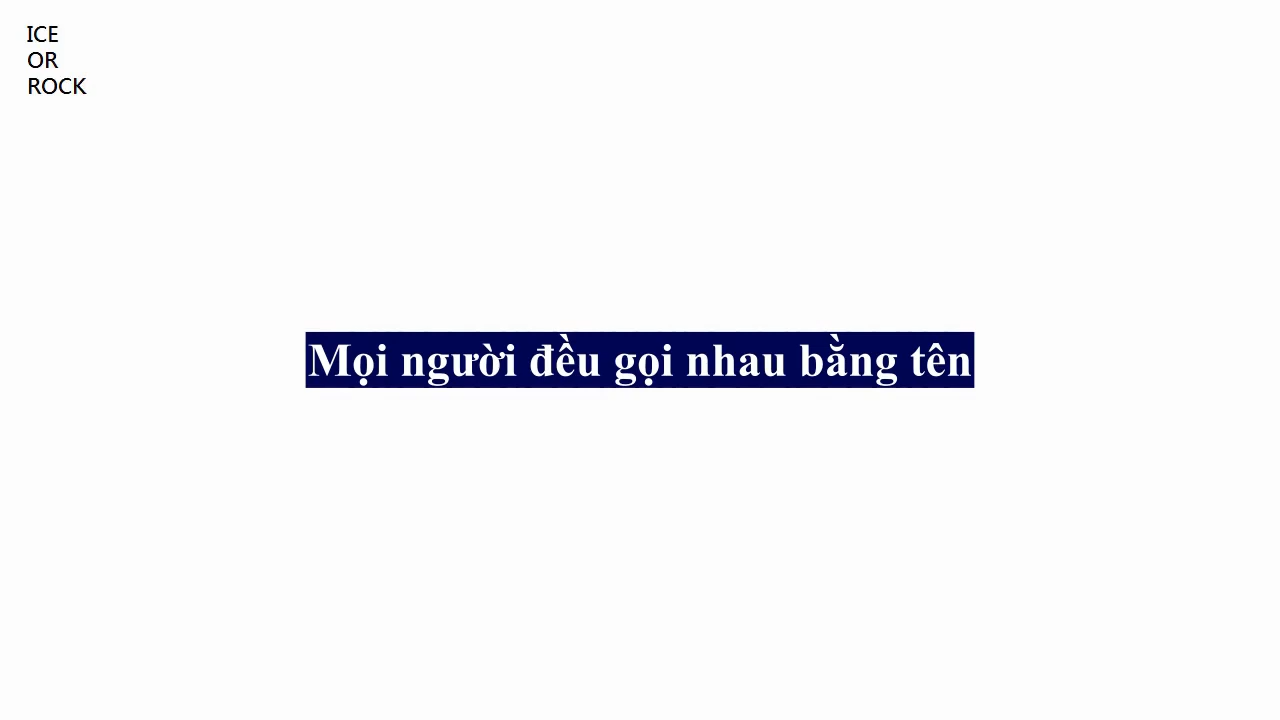 ICE
OR
ROCK
Mọi người đều gọi nhau bằng tên